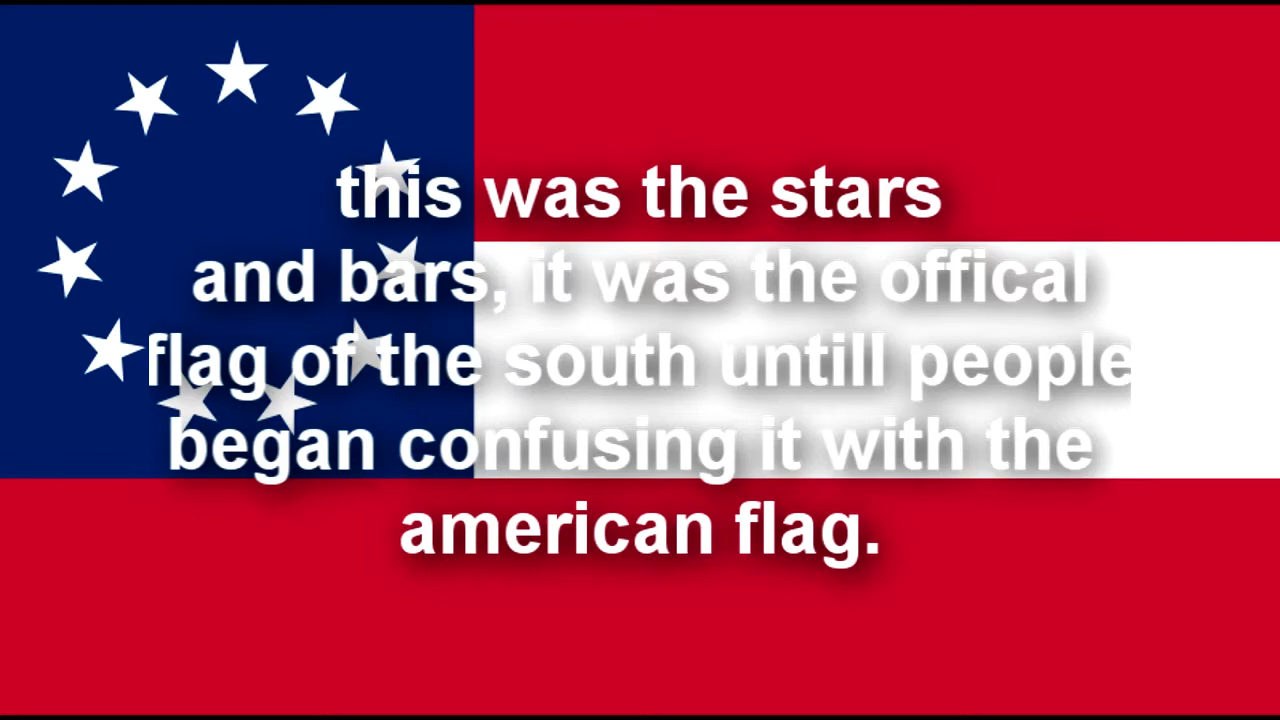 this was the stars
and bars, it was the offical
flag of the south untill people
began confusing it with the
american flag.